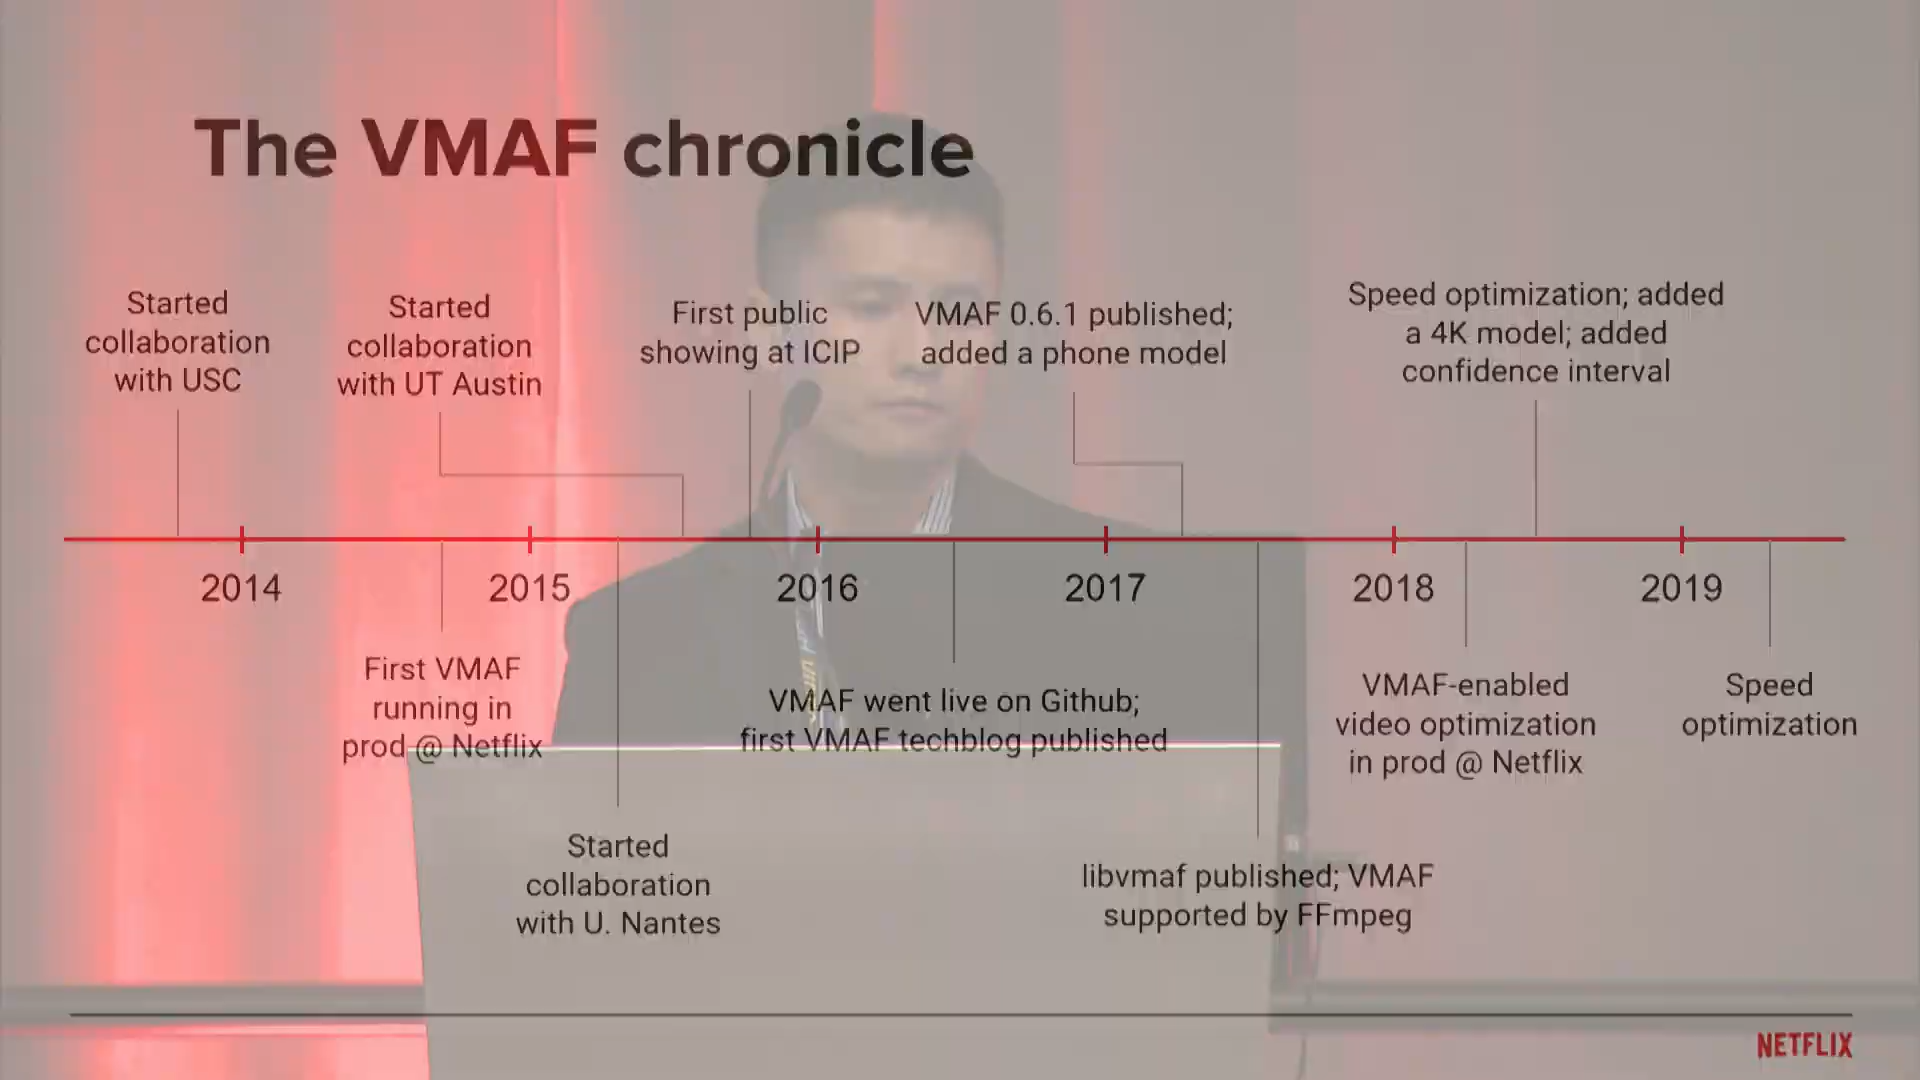 The VMAF chronicle
Started
collaboration
with USC
Started
collaboration
with UT Austin
First public
showing at ICIP
VMAF 0.6.1 published;
added a phone model
Speed optimization; added
a 4K model; added
confidence interval
2014
2015
2016
2017
2018
2019
First VMAF
running in
prod @ Netflix
Started
collaboration
with U. Nantes
VMAF went live on Github;
first VMAF techblog published
libvmaf published; VMAF
supported by FFmpeg
VMAF-enabled
video optimization
in prod @ Netflix
Speed
optimization
NETFLIX